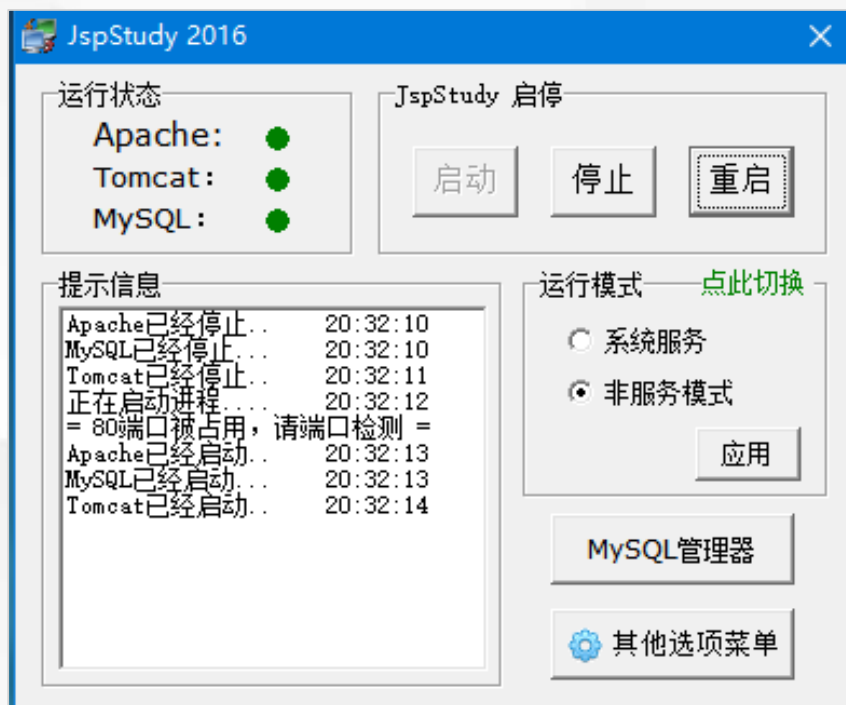 JspStudy 2016
运行状态
Apache:
Tomcat:
MySQL:
JspStudy 启停
启动
停止
重启
提示信息
Apache已经停止.. 20:32:10
MySQL已经停止... 20:32:10
Tomcat已经停止.. 20:32:11
正在启动进程.... 20:32:12
= 80端口被占用，请端口检测 =
Apache已经启动.. 20:32:13
MySQL已经启动... 20:32:13
Tomcat已经启动.. 20:32:14
运行模式 点此切换
系统服务
非服务模式
应用
MySQL管理器
其他选项菜单